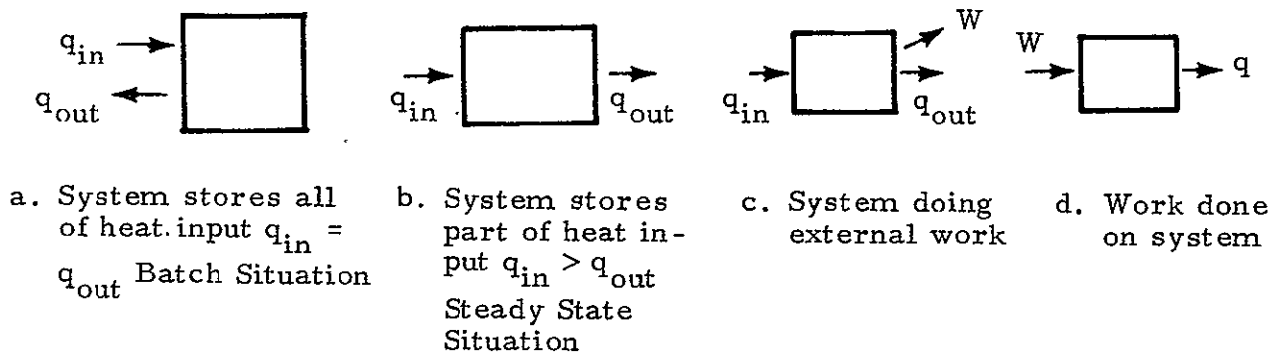 q_in
q_out
q_in
q_out
q_in
W
q_out
W
q
a. System stores all
of heat.input q_in =
q_out Batch Situation
b. System stores
part of heat in-
put q_in > q_out
Steady State
Situation
c. System doing
external work
d. Work done
on system